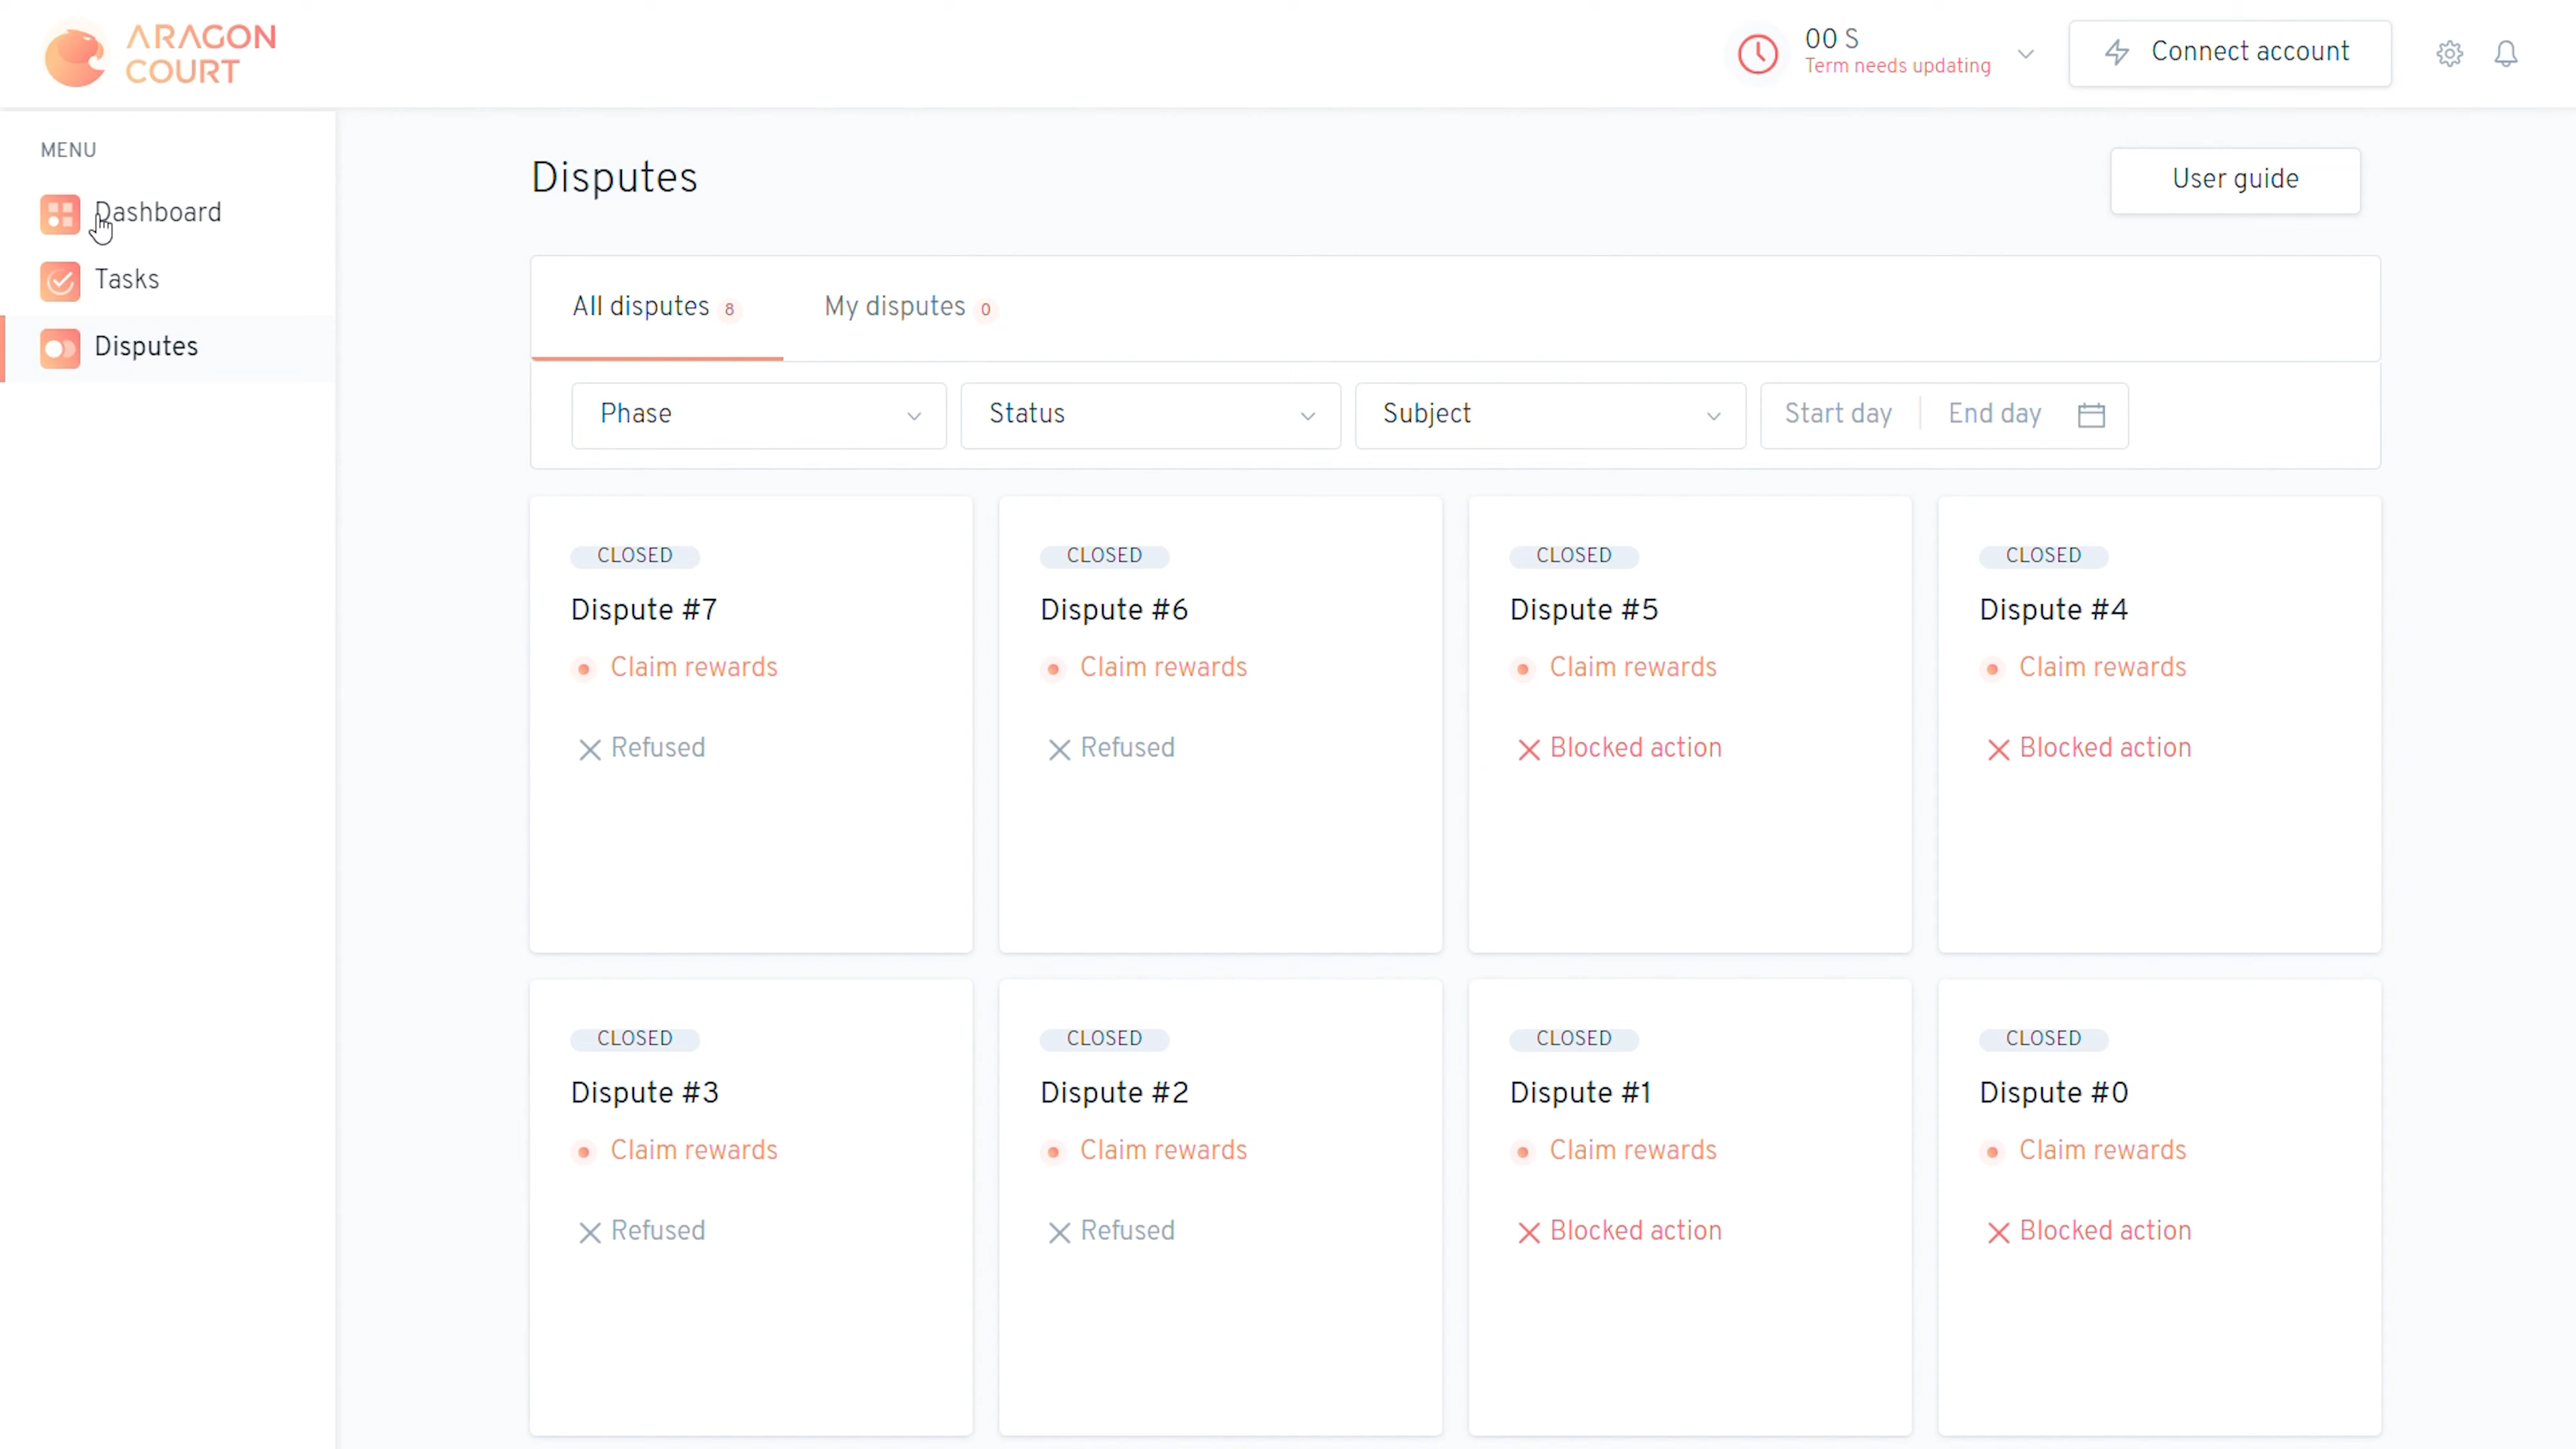 ARAGON
COURT
00 S
Term needs updating
Connect account
MENU
Dashboard
Tasks
Disputes
Disputes
User guide
All disputes 8
My disputes 0
Phase
Status
Subject
Start day
End day
CLOSED
Dispute #7
Claim rewards
Refused
CLOSED
Dispute #6
Claim rewards
Refused
CLOSED
Dispute #5
Claim rewards
Blocked action
CLOSED
Dispute #4
Claim rewards
Blocked action
CLOSED
Dispute #3
Claim rewards
Refused
CLOSED
Dispute #2
Claim rewards
Refused
CLOSED
Dispute #1
Claim rewards
Blocked action
CLOSED
Dispute #0
Claim rewards
Blocked action